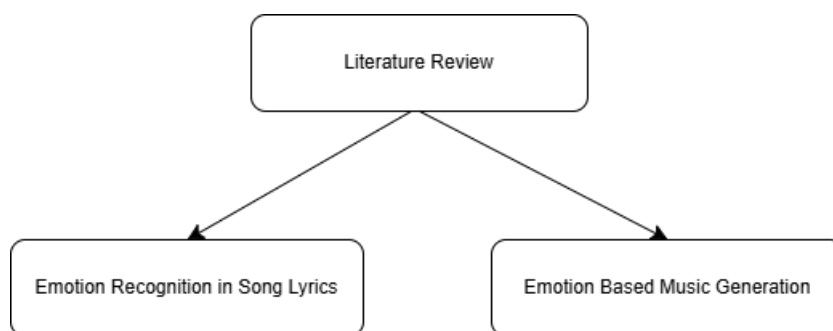 Literature Review
Emotion Recognition in Song Lyrics
Emotion Based Music Generation